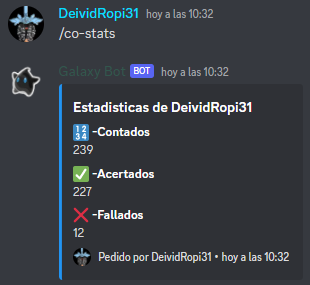 DeividRopi31 hoy a las 10:32
/co-stats
Galaxy Bot BOT hoy a las 10:32
Estadisticas de DeividRopi31
1234 -Contados
239
-Acertados
227
-Fallados
12
Pedido por DeividRopi31 • hoy a las 10:32